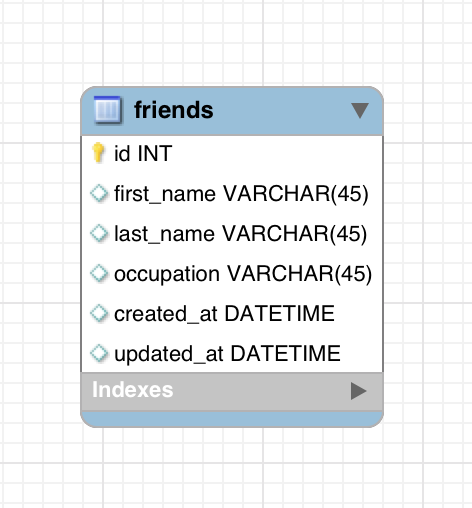 friends
id INT
first_name VARCHAR(45)
last_name VARCHAR(45)
occupation VARCHAR(45)
created_at DATETIME
updated_at DATETIME
Indexes